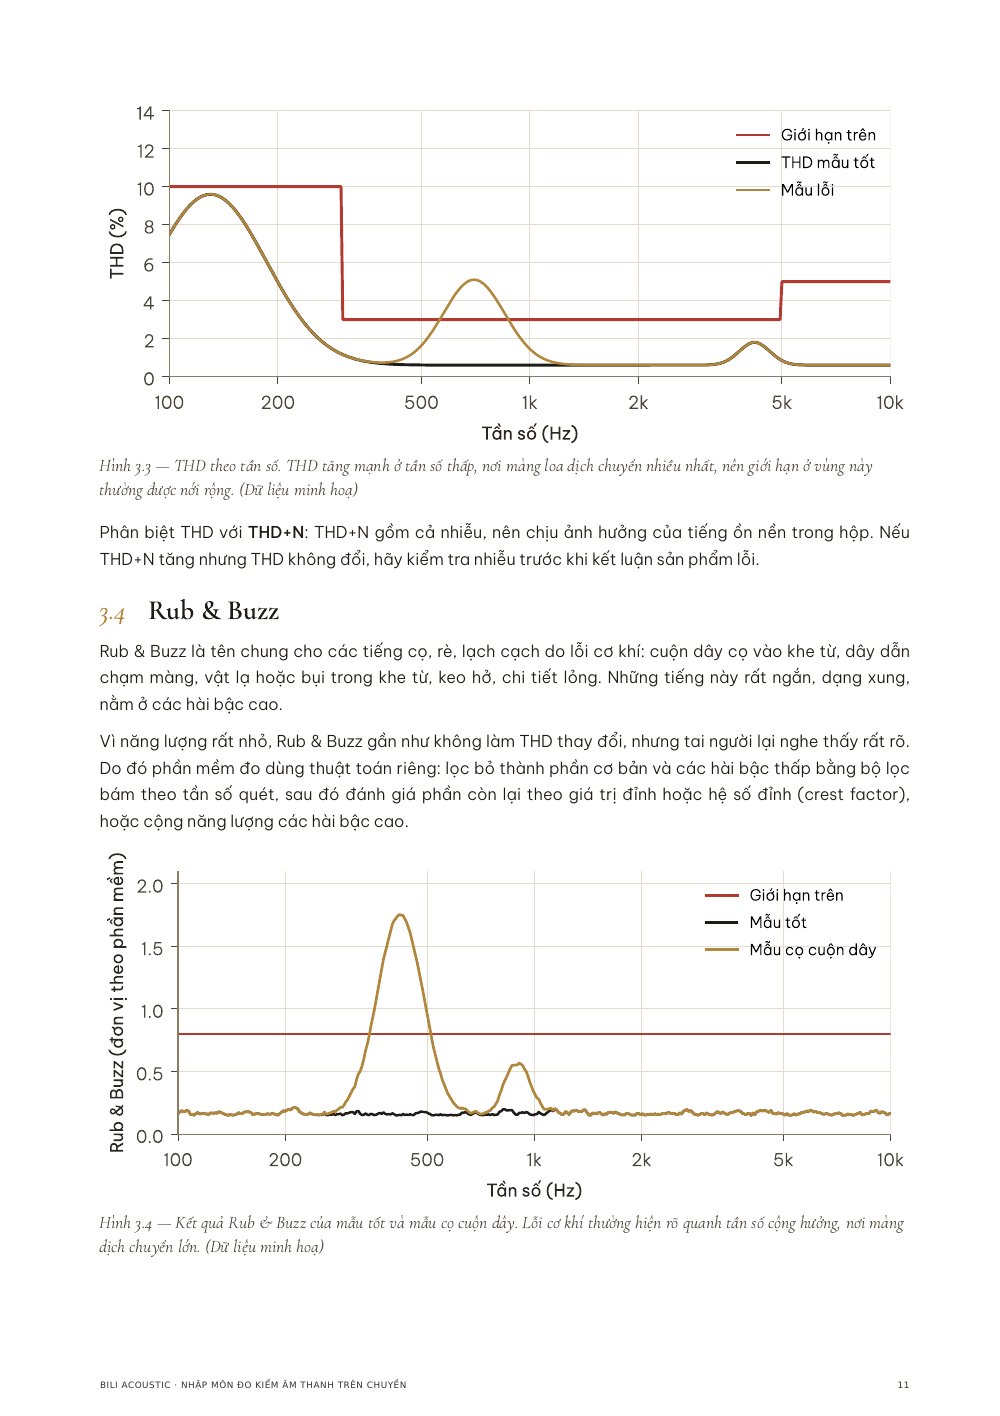 14
12
10
8
6
4
2
0
THD (%)
Giới hạn trên
THD mẫu tốt
Mẫu lỗi
100 200 500 1k 2k 5k 10k
Tần số (Hz)
Hình 3.3 — THD theo tần số. THD tăng mạnh ở tần số thấp, nơi màng loa dịch chuyển nhiều nhất, nên giới hạn ở vùng này
thường được nới rộng. (Dữ liệu minh hoạ)
Phân biệt THD với THD+N: THD+N gồm cả nhiễu, nên chịu ảnh hưởng của tiếng ồn nền trong hộp. Nếu
THD+N tăng nhưng THD không đổi, hãy kiểm tra nhiễu trước khi kết luận sản phẩm lỗi.
3.4 Rub & Buzz
Rub & Buzz là tên chung cho các tiếng cọ, rè, lạch cạch do lỗi cơ khí: cuộn dây cọ vào khe từ, dây dẫn
chạm màng, vật lạ hoặc bụi trong khe từ, keo hở, chi tiết lỏng. Những tiếng này rất ngắn, dạng xung,
nằm ở các hài bậc cao.
Vì năng lượng rất nhỏ, Rub & Buzz gần như không làm THD thay đổi, nhưng tai người lại nghe thấy rất rõ.
Do đó phần mềm đo dùng thuật toán riêng: lọc bỏ thành phần cơ bản và các hài bậc thấp bằng bộ lọc
bám theo tần số quét, sau đó đánh giá phần còn lại theo giá trị đỉnh hoặc hệ số đỉnh (crest factor),
hoặc cộng năng lượng các hài bậc cao.
Rub & Buzz (đơn vị theo phần mềm)
2.0
1.5
1.0
0.5
0.0
Giới hạn trên
Mẫu tốt
Mẫu cọ cuộn dây
100 200 500 1k 2k 5k 10k
Tần số (Hz)
Hình 3.4 — Kết quả Rub & Buzz của mẫu tốt và mẫu cọ cuộn dây. Lỗi cơ khí thường hiện rõ quanh tần số cộng hưởng, nơi màng
dịch chuyển lớn. (Dữ liệu minh hoạ)
BILI ACOUSTIC · NHẬP MÔN ĐO KIỂM ÂM THANH TRÊN CHUYỀN 11